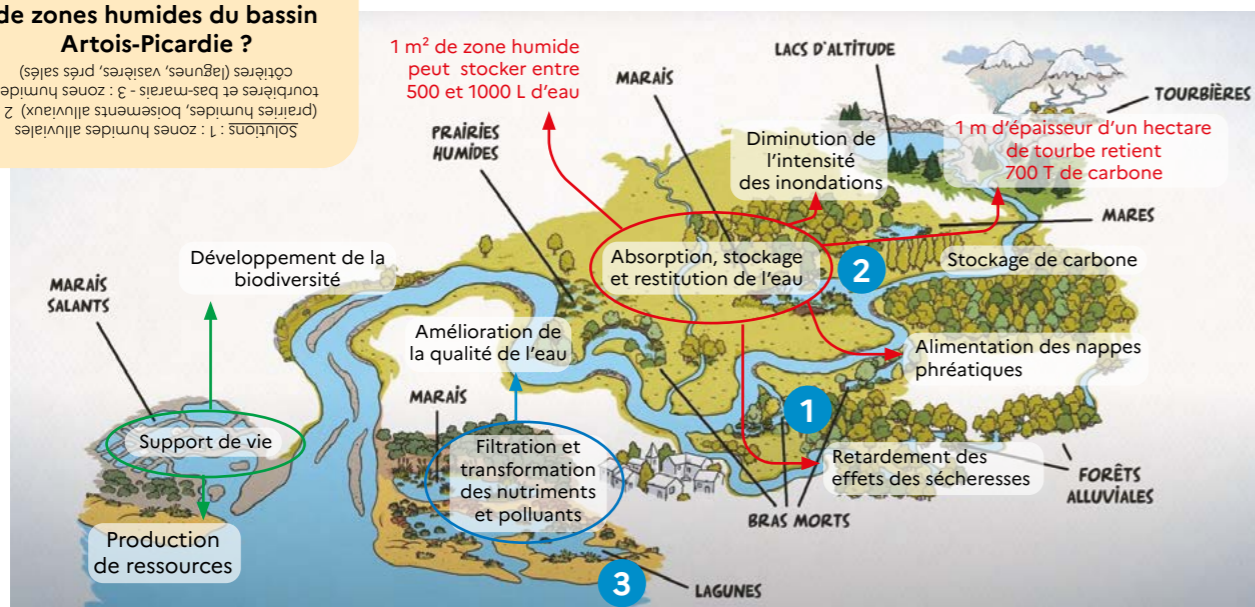 de zones humides du bassin
Artois-Picardie ?
Solutions : 1 : zones humides alluviales
(prairies humides, boisements alluviaux) 2
tourbières et bas-marais - 3 : zones humide
côtières (lagunes, vasières, prés salés)
1 m² de zone humide
peut stocker entre
500 et 1000 L d'eau
MARAIS
LACS D'ALTITUDE
TOURBIÈRES
PRAIRIES
HUMIDES
Diminution de
l'intensité
des inondations
1 m d'épaisseur d'un hectare
de tourbe retient
700 T de carbone
MARES
Absorption, stockage
et restitution de l'eau
2
Stockage de carbone
Développement de la
biodiversité
MARAIS
SALANTS
Amélioration de
la qualité de l'eau
Alimentation des nappes
phréatiques
MARAIS
1
Support de vie
Filtration et
transformation
des nutriments
et polluants
Retardement des
effets des sécheresses
FORÊTS
ALLUVIALES
BRAS MORTS
Production
de ressources
3
LAGUNES